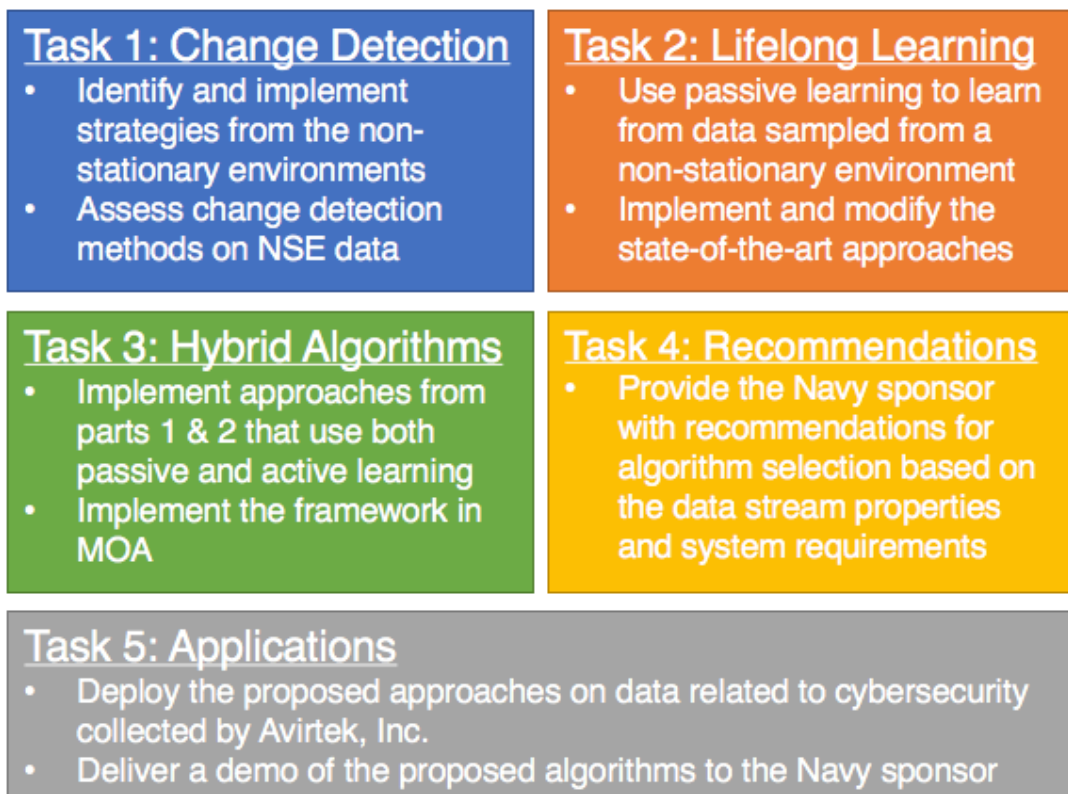 Task 1: Change Detection
• Identify and implement
strategies from the non-
stationary environments
• Assess change detection
methods on NSE data
Task 2: Lifelong Learning
• Use passive learning to learn
from data sampled from a
non-stationary environment
• Implement and modify the
state-of-the-art approaches
Task 3: Hybrid Algorithms
• Implement approaches from
parts 1 & 2 that use both
passive and active learning
• Implement the framework in
MOA
Task 4: Recommendations
• Provide the Navy sponsor
with recommendations for
algorithm selection based on
the data stream properties
and system requirements
Task 5: Applications
• Deploy the proposed approaches on data related to cybersecurity
collected by Avirtek, Inc.
• Deliver a demo of the proposed algorithms to the Navy sponsor